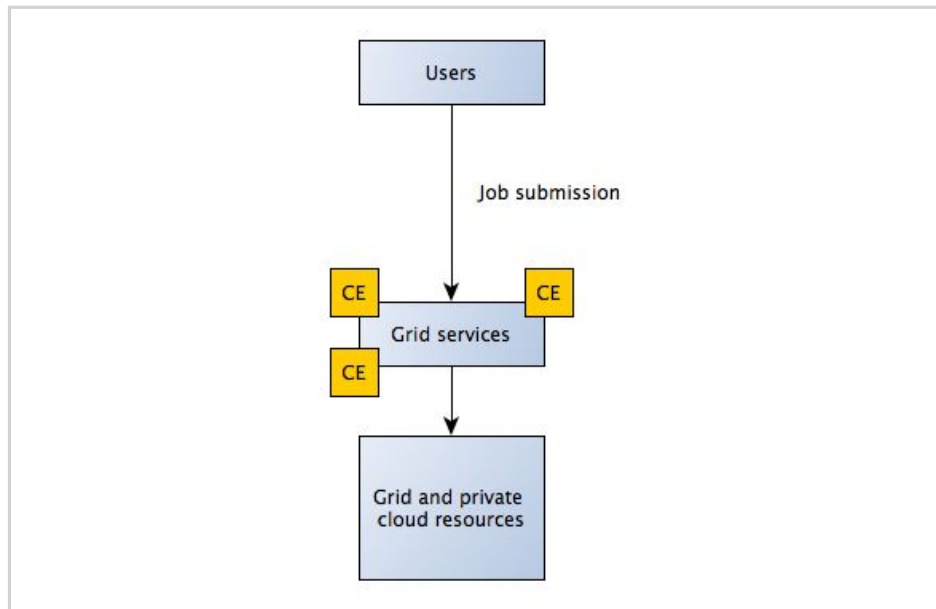 Users
Job submission
CE
CE
Grid services
CE
Grid and private
cloud resources